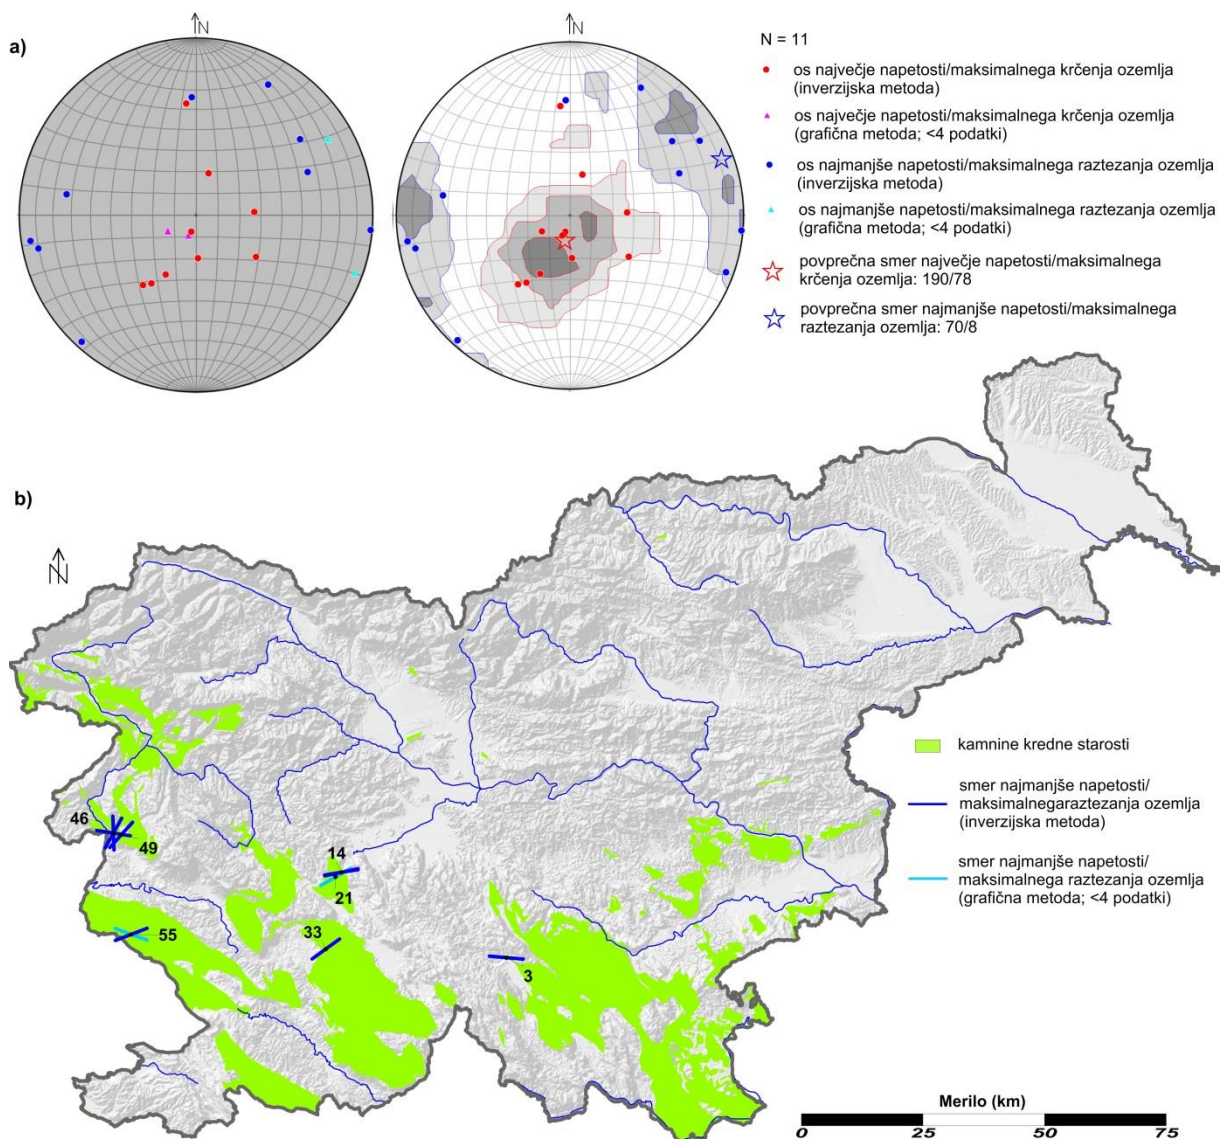 a)
N
N
N = 11
os največje napetosti/maksimalnega krčenja ozemlja
(inverzijska metoda)
os največje napetosti/maksimalnega krčenja ozemlja
(grafična metoda; <4 podatki)
os najmanjše napetosti/maksimalnega raztezanja ozemlja
(inverzijska metoda)
os najmanjše napetosti/maksimalnega raztezanja ozemlja
(grafična metoda; <4 podatki)
povprečna smer največje napetosti/maksimalnega
krčenja ozemlja: 190/78
povprečna smer najmanjše napetosti/maksimalnega
raztezanja ozemlja: 70/8
b)
N
kamnine kredne starosti
smer najmanjše napetosti/
maksimalnegaraztezanja ozemlja
(inverzijska metoda)
smer najmanjše napetosti/
maksimalnega raztezanja ozemlja
(grafična metoda; <4 podatki)
46
49
14
21
33
55
3
Merilo (km)
0 25 50 75